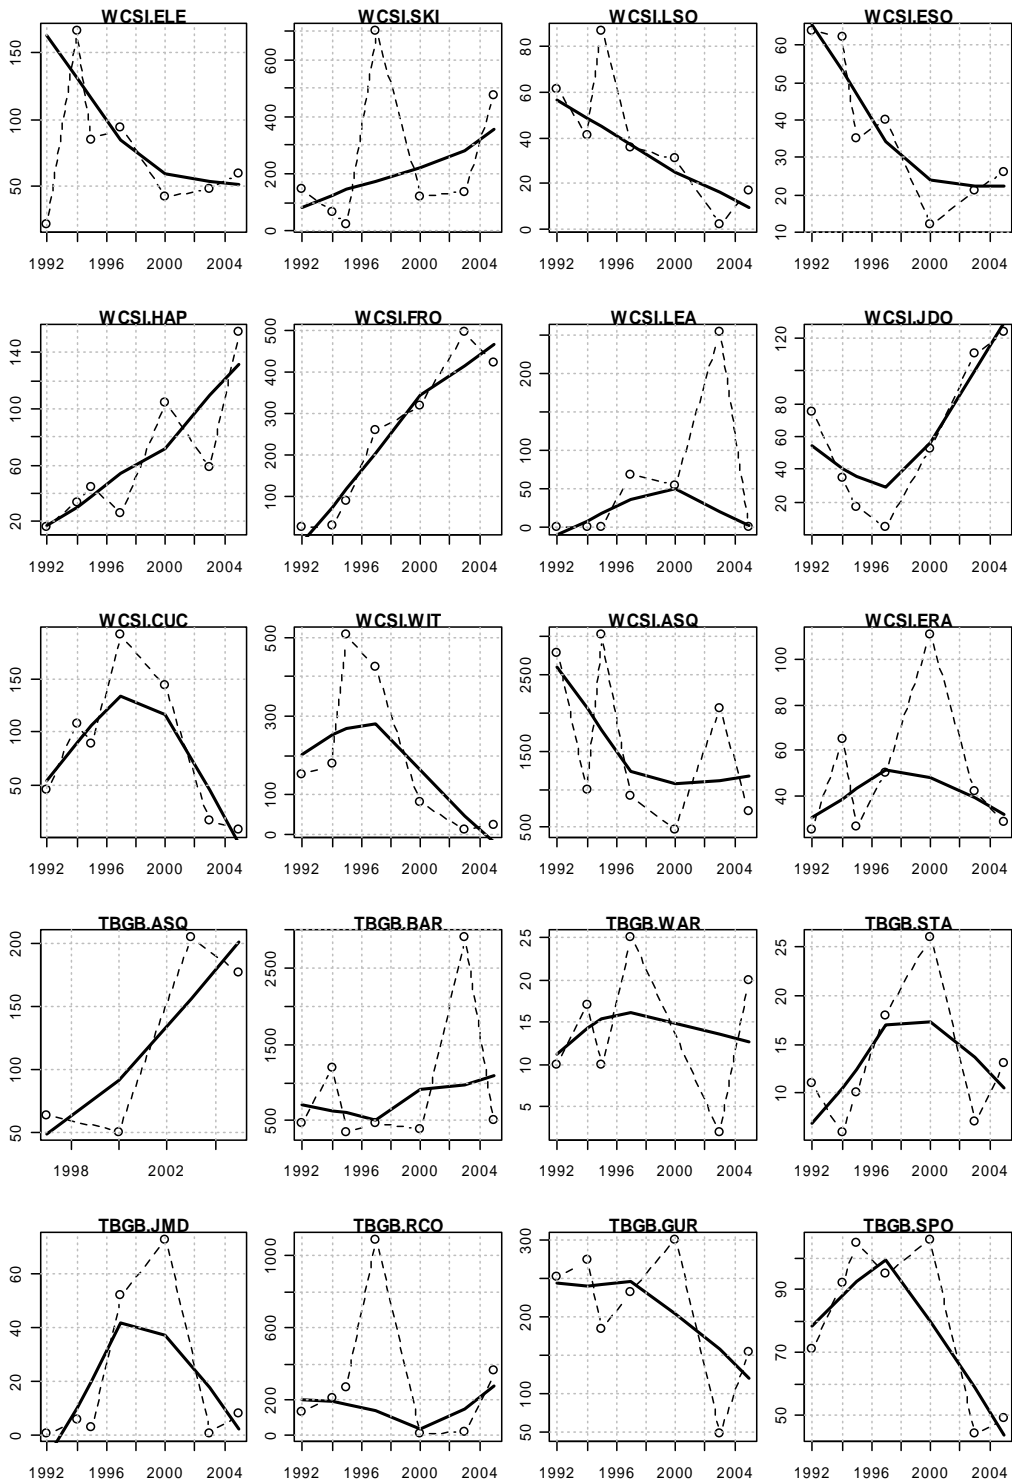 WCSI.ELE
150
100
50
1992 1996 2000 2004
WCSI.SKI
600
400
200
0
1992 1996 2000 2004
WCSI.LSO
80
60
40
20
0
1992 1996 2000 2004
WCSI.ESO
60
50
40
30
20
10
1992 1996 2000 2004
WCSI.HAP
140
100
60
20
1992 1996 2000 2004
WCSI.FRO
500
400
300
200
100
1992 1996 2000 2004
WCSI.LEA
200
100
50
0
1992 1996 2000 2004
WCSI.JDO
120
80
60
40
20
1992 1996 2000 2004
WCSI.CUC
150
100
50
1992 1996 2000 2004
WCSI.WIT
500
300
100
0
1992 1996 2000 2004
WCSI.ASQ
2500
1500
500
1992 1996 2000 2004
WCSI.ERA
100
80
60
40
1992 1996 2000 2004
TBGB.ASQ
200
150
100
50
1998 2002
TBGB.BAR
2500
1500
500
1992 1996 2000 2004
TBGB.WAR
25
20
15
10
5
1992 1996 2000 2004
TBGB.STA
25
20
15
10
1992 1996 2000 2004
TBGB.JMD
60
40
20
0
1992 1996 2000 2004
TBGB.RCO
1000
600
200
0
1992 1996 2000 2004
TBGB.GUR
300
200
100
50
1992 1996 2000 2004
TBGB.SPO
90
70
50
1992 1996 2000 2004